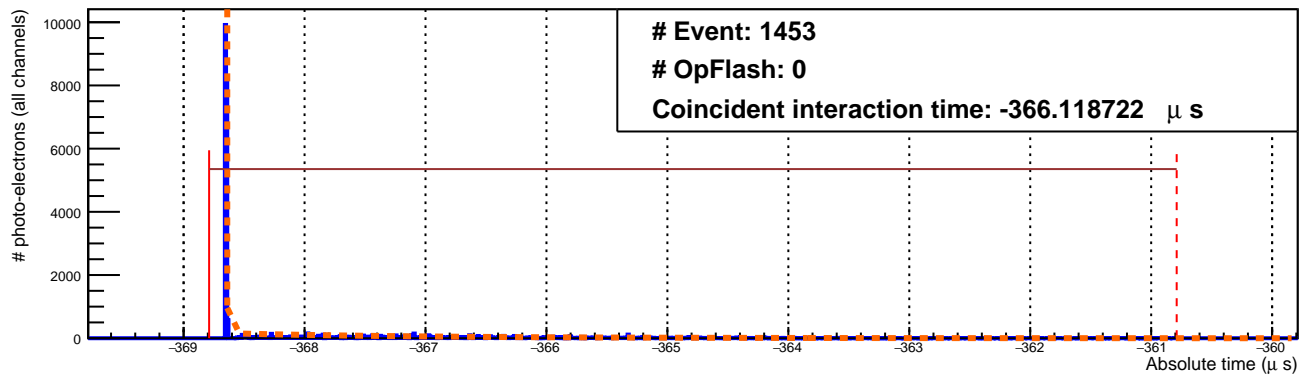 # Event: 1453
# OpFlash: 0
Coincident interaction time: -366.118722 μ s
# photo-electrons (all channels)
10000
8000
6000
4000
2000
0
−369 −368 −367 −366 −365 −364 −363 −362 −361 −360
Absolute time (μ s)